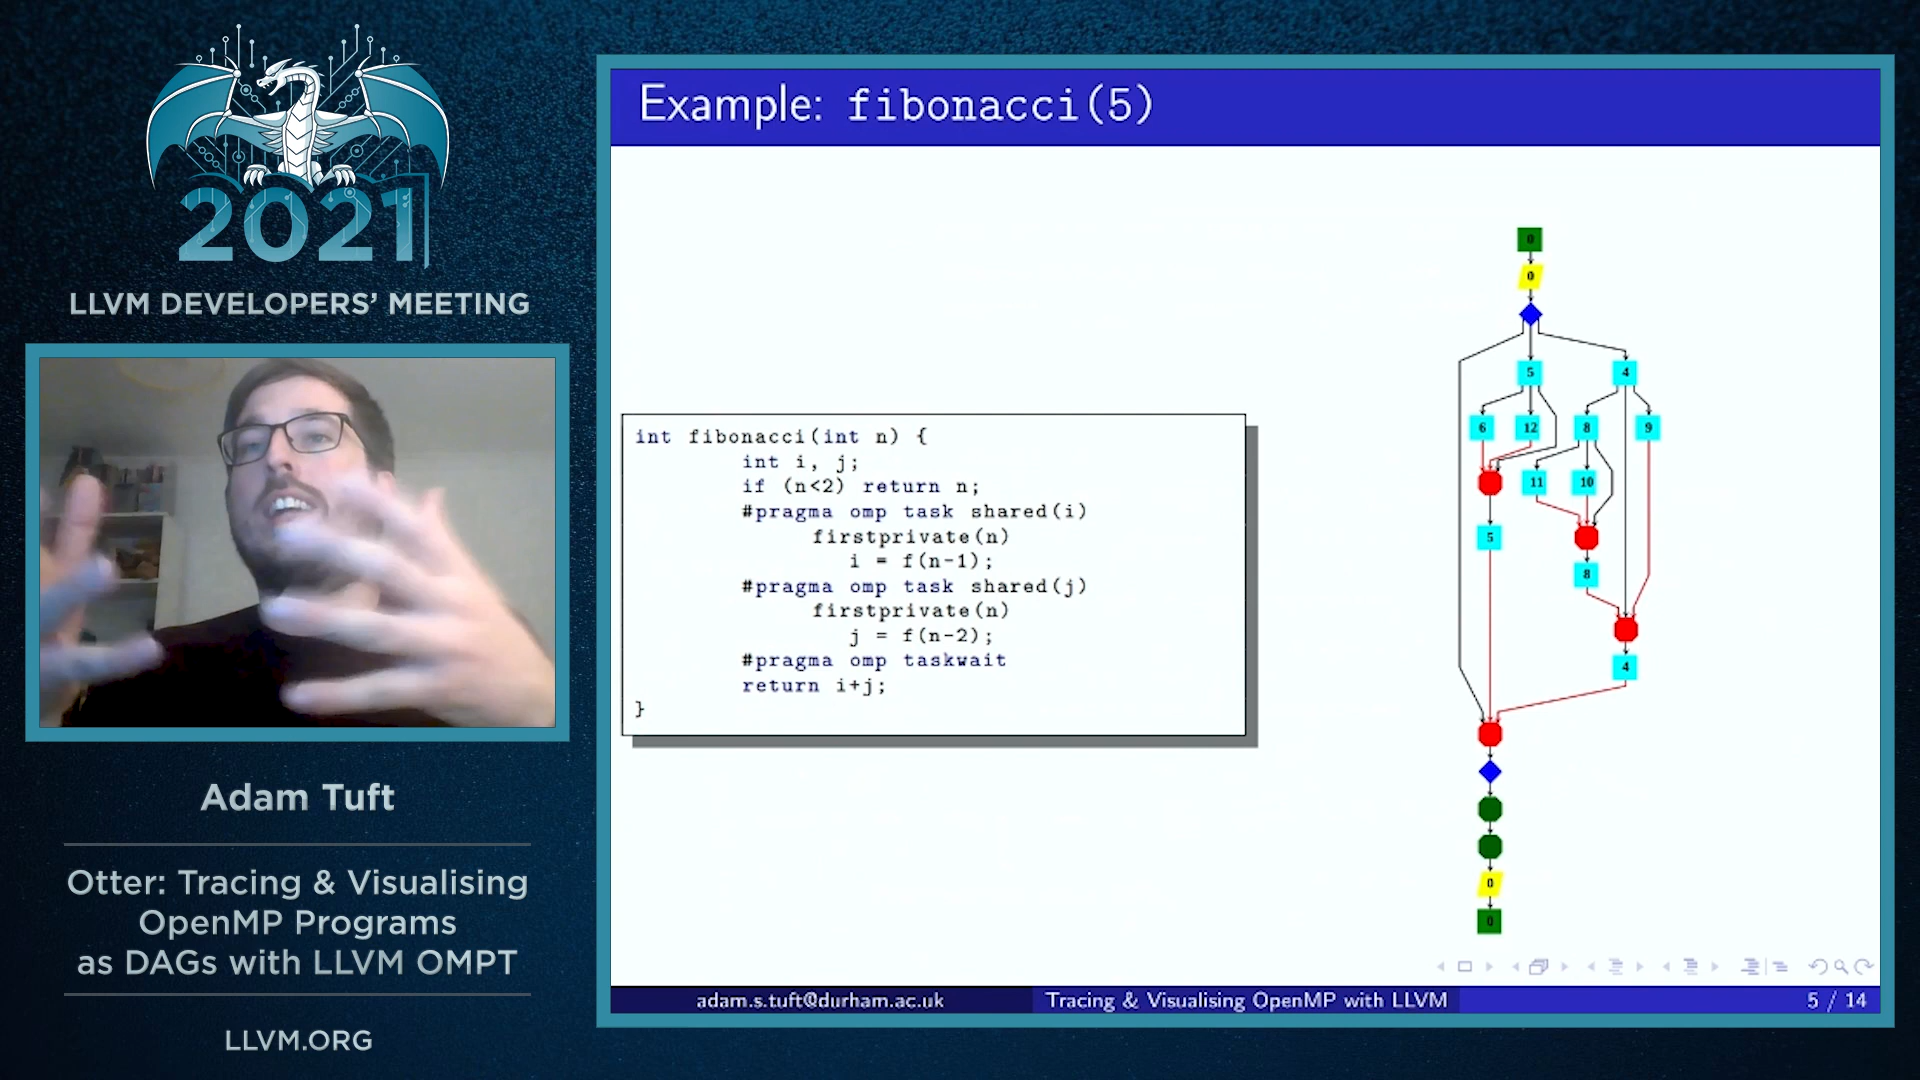 2021
LLVM DEVELOPERS' MEETING
Adam Tuft
Otter: Tracing & Visualising
OpenMP Programs
as DAGs with LLVM OMPT
LLVM.ORG
Example: fibonacci(5)
int fibonacci(int n) {
int i, j;
if (n<2) return n;
#pragma omp task shared(i)
firstprivate(n)
i = f(n-1);
#pragma omp task shared(j)
firstprivate(n)
j = f(n-2);
#pragma omp taskwait
return i+j;
}
0
0
5 4
6 12 8 9
11 10
5
8
4
0
0
adam.s.tuft@durham.ac.uk Tracing & Visualising OpenMP with LLVM 5 / 14